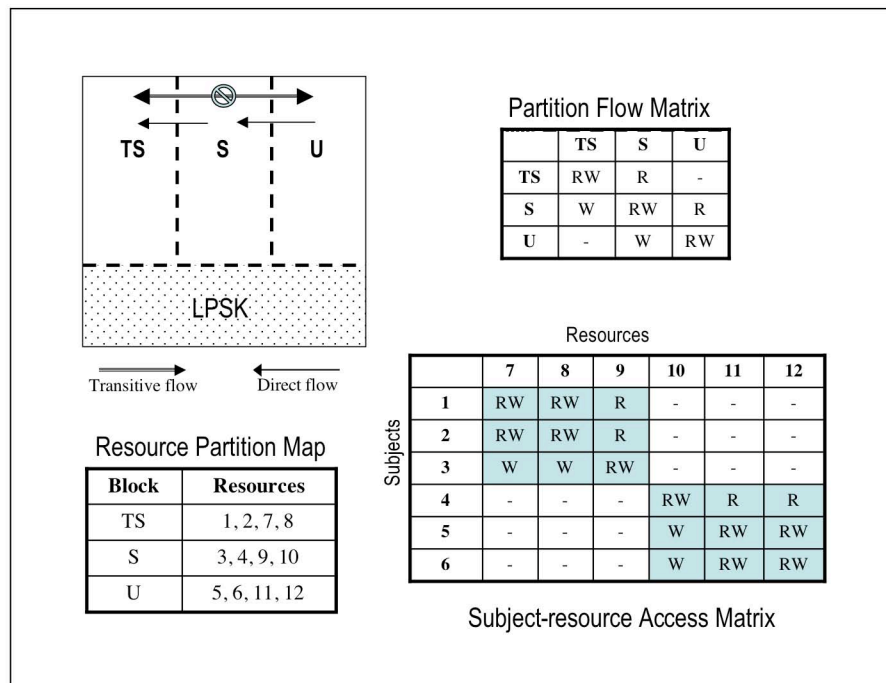 TS S U
LPSK
Transitive flow Direct flow
Partition Flow Matrix
TS S U
TS RW R -
S W RW R
U - W RW
Resource Partition Map
Block Resources
TS 1, 2, 7, 8
S 3, 4, 9, 10
U 5, 6, 11, 12
Resources
Subjects
7 8 9 10 11 12
1 RW RW R - - -
2 RW RW R - - -
3 W W RW - - -
4 - - - RW R R
5 - - - W RW RW
6 - - - W RW RW
Subject-resource Access Matrix